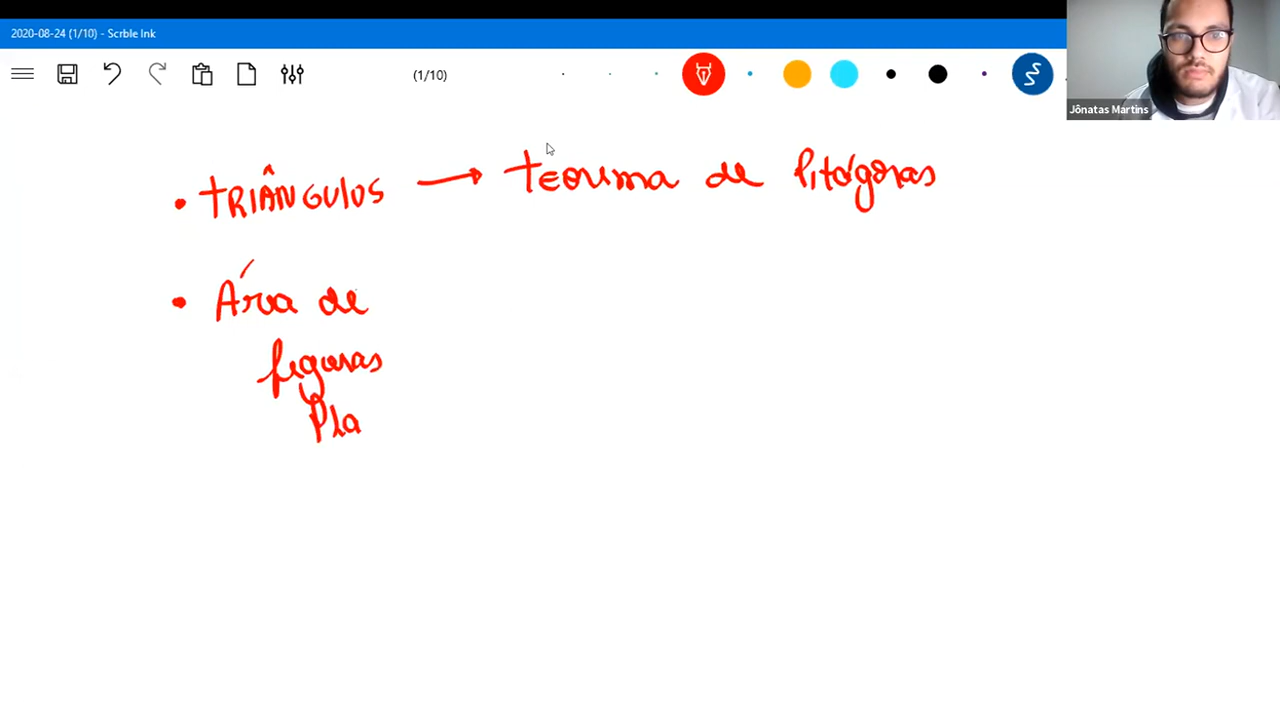 2020-08-24 (1/10) - Scrble Ink
(1/10)
Jônatas Martins
• TRIÂNGULOS → Teorema de Pitágoras
• Área de
figuras
Pla